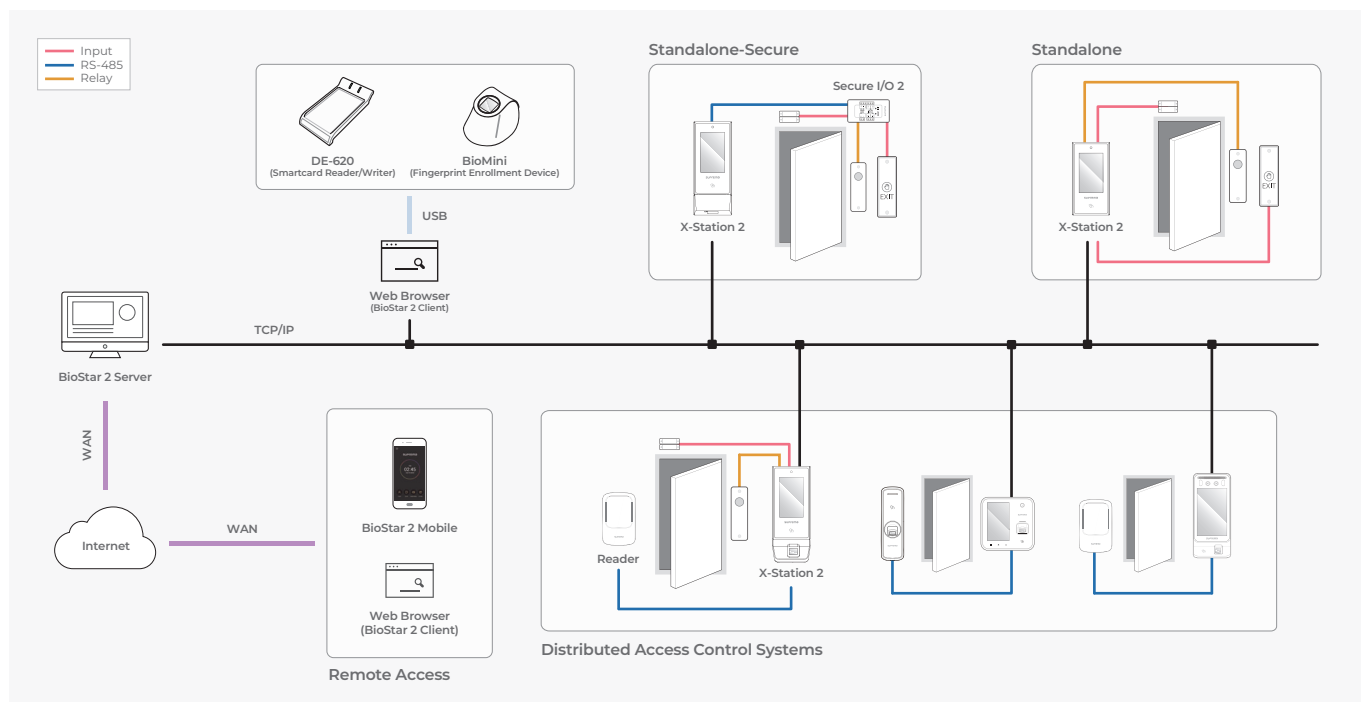 Input
RS-485
Relay
DE-620
(Smartcard Reader/Writer)
BioMini
(Fingerprint Enrollment Device)
USB
Web Browser
(BioStar 2 Client)
Standalone-Secure
Secure I/O 2
EXIT
X-Station 2
Standalone
EXIT
X-Station 2
TCP/IP
BioStar 2 Server
WAN
Internet
WAN
BioStar 2 Mobile
Web Browser
(BioStar 2 Client)
Remote Access
Reader
X-Station 2
Distributed Access Control Systems